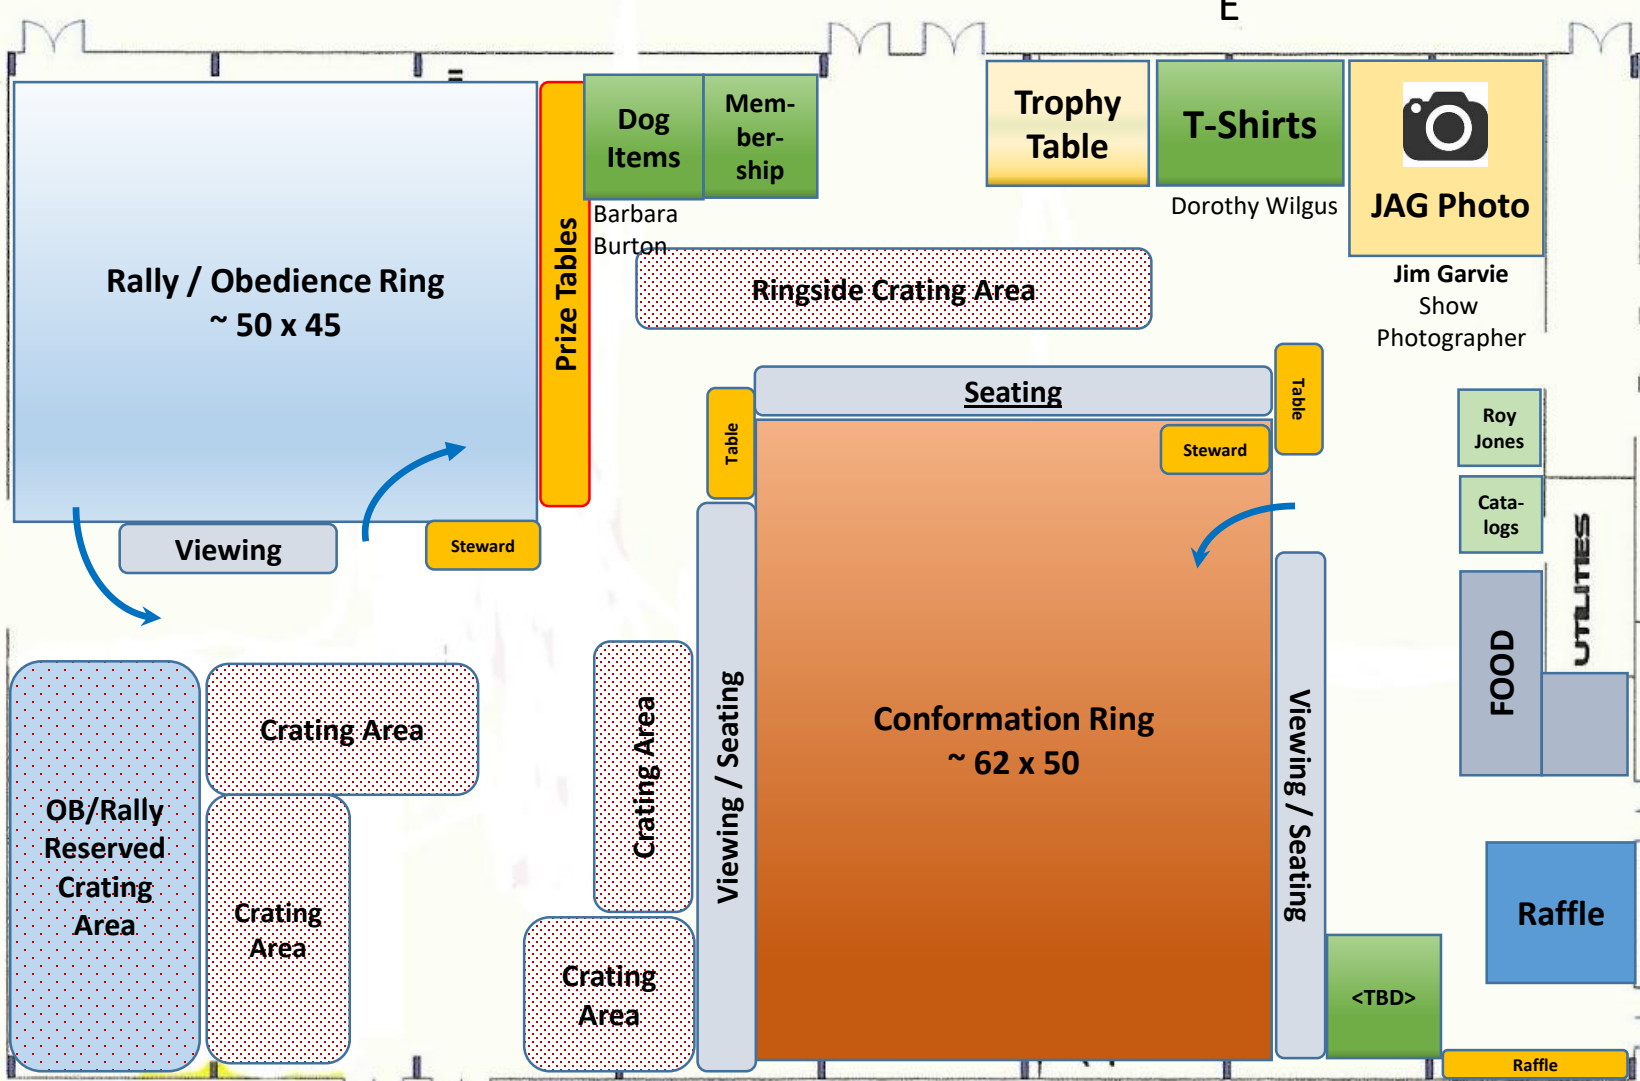 E
Dog
Items
Mem-
ber-
ship
Trophy
Table
T-Shirts
JAG Photo
Barbara
Burton
Dorothy Wilgus
Jim Garvie
Show
Photographer
Rally / Obedience Ring
~ 50 x 45
Prize Tables
Ringside Crating Area
Seating
Table
Table
Steward
Roy
Jones
Cata-
logs
Viewing
Steward
UTILITIES
FOOD
Crating Area
Crating Area
Viewing / Seating
Conformation Ring
~ 62 x 50
Viewing / Seating
OB/Rally
Reserved
Crating
Area
Crating
Area
Crating
Area
Raffle
<TBD>
Raffle